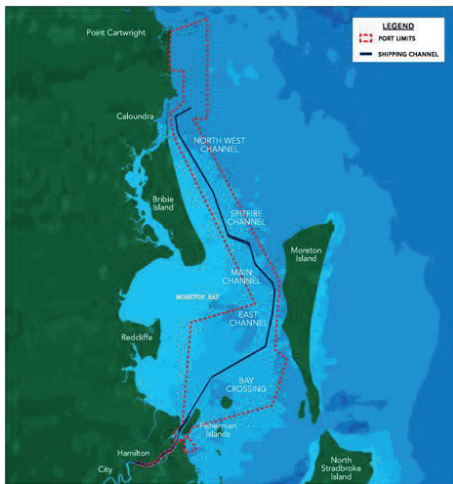 LEGEND
PORT LIMITS
SHIPPING CHANNEL
Point Cartwright
Caloundra
NORTH WEST
CHANNEL
Bribie
Island
SPITFIRE
CHANNEL
Moreton
Island
MAIN
CHANNEL
MORETON BAY
EAST
CHANNEL
Redcliffe
BAY
CROSSING
Fisherman
Islands
Hamilton
City
North
Stradbroke
Island